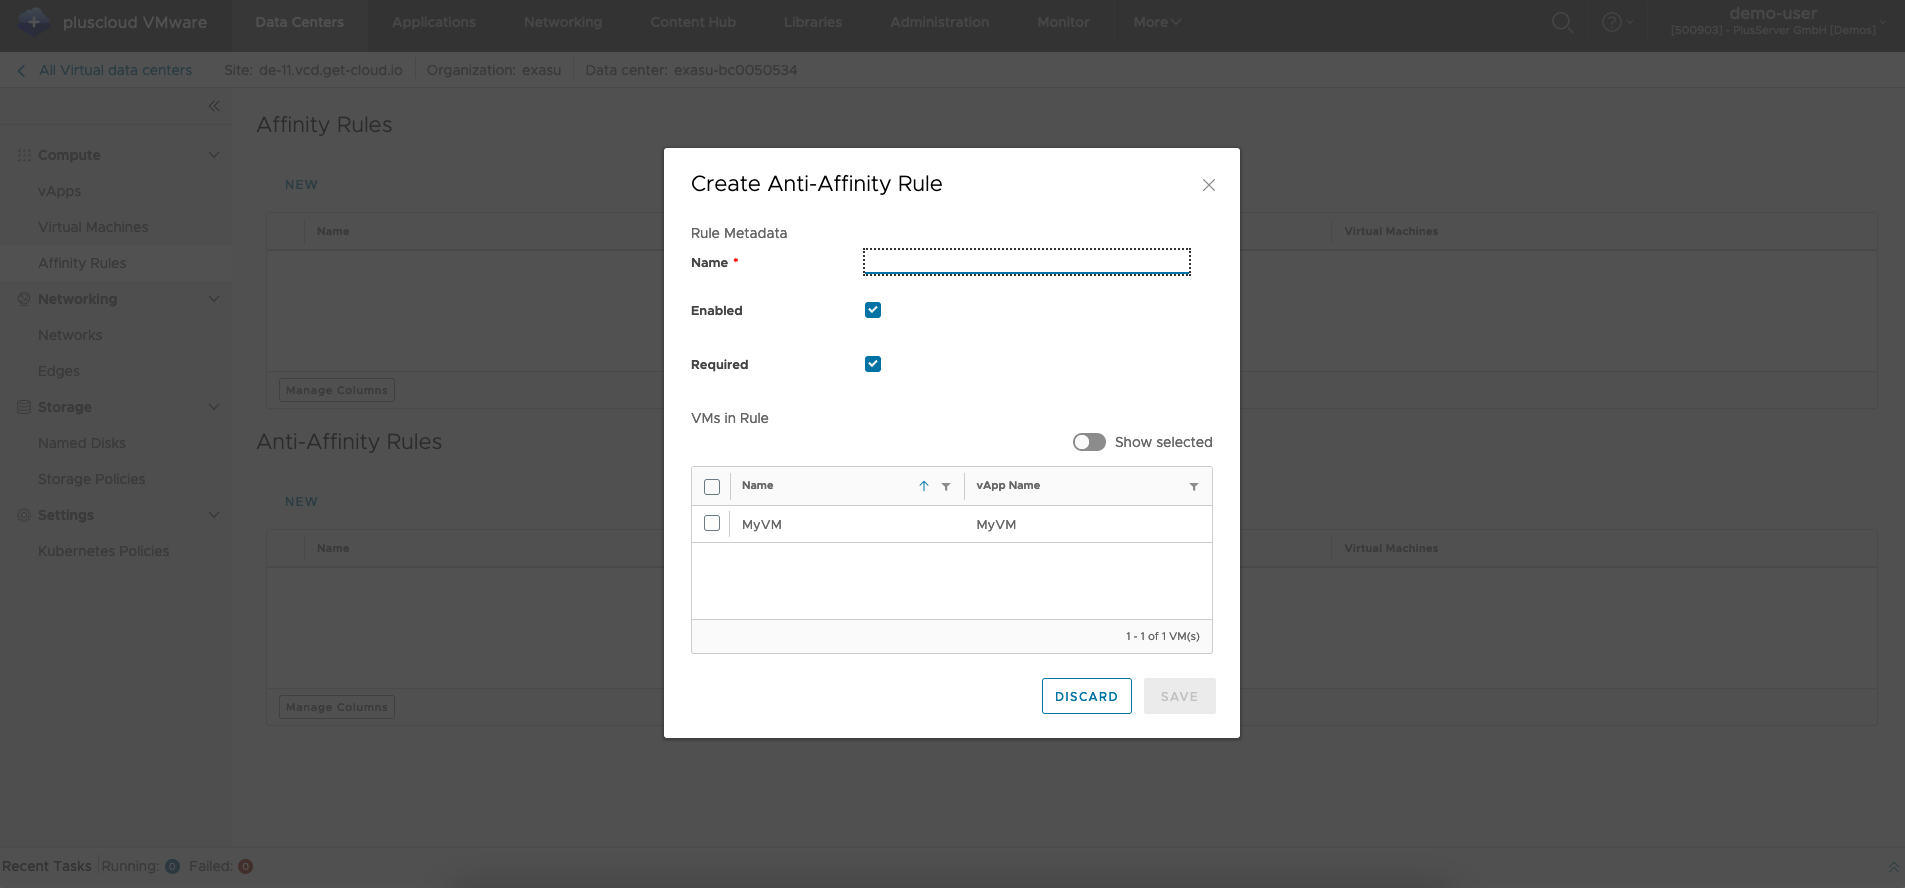 pluscloud VMware
Data Centers
Applications
Networking
Content Hub
Libraries
Administration
Monitor
More
demo-user
[500903] - PlusServer GmbH [Demos]
All Virtual data centers
Site: de-11.vcd.get-cloud.io
Organization: exasu
Data center: exasu-bc0050534
Compute
vApps
Virtual Machines
Affinity Rules
Networking
Networks
Edges
Storage
Named Disks
Storage Policies
Settings
Kubernetes Policies
Affinity Rules
NEW
Name
Virtual Machines
Manage Columns
Anti-Affinity Rules
NEW
Name
Virtual Machines
Manage Columns
Create Anti-Affinity Rule
Rule Metadata
Name *
Enabled
Required
VMs in Rule
Show selected
Name
vApp Name
MyVM
MyVM
1 - 1 of 1 VM(s)
DISCARD
SAVE
Recent Tasks
Running: 0
Failed: 0